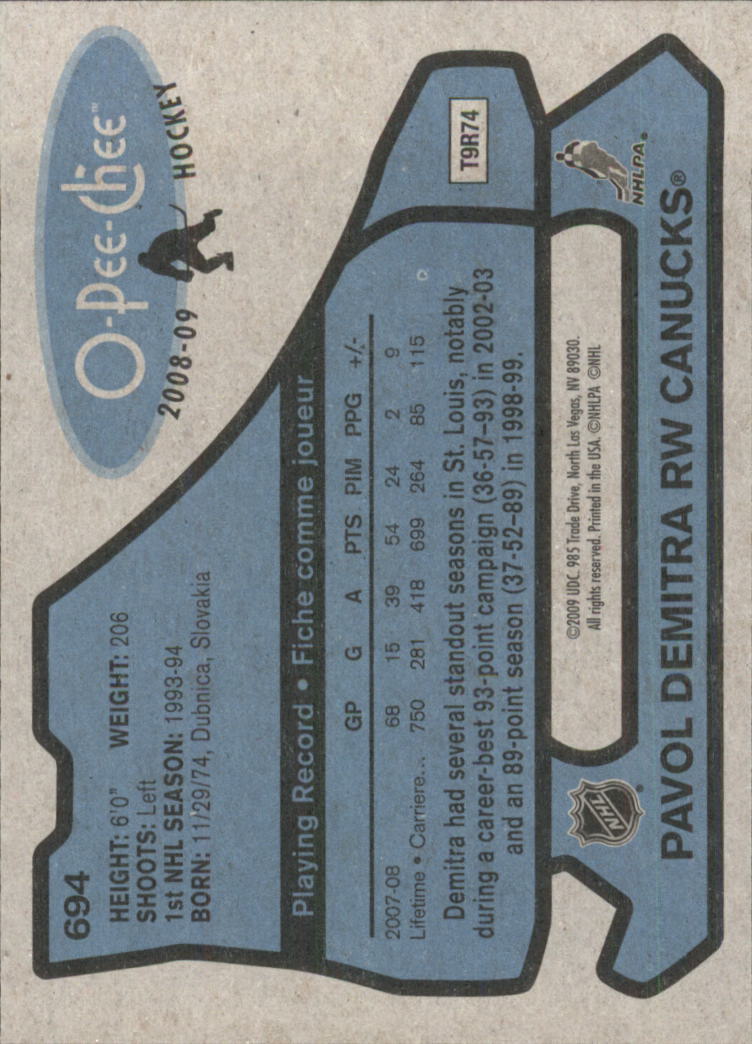 694
HEIGHT: 6'0" WEIGHT: 206
SHOOTS: Left
1st NHL SEASON: 1993-94
BORN: 11/29/74, Dubnica, Slovakia
O-Pee-Chee™
2008-09 HOCKEY
Playing Record • Fiche comme joueur
GP G A PTS PIM PPG +/-
2007-08 68 15 39 54 24 2 9
Lifetime • Carriere... 750 281 418 699 264 85 115
Demitra had several standout seasons in St. Louis, notably
during a career-best 93-point campaign (36-57–93) in 2002-03
and an 89-point season (37-52–89) in 1998-99.
T9R74
©2009 UDC. 985 Trade Drive, North Las Vegas, NV 89030.
All rights reserved. Printed in the USA. ©NHLPA ©NHL
NHL®
NHLPA®
PAVOL DEMITRA RW CANUCKS®